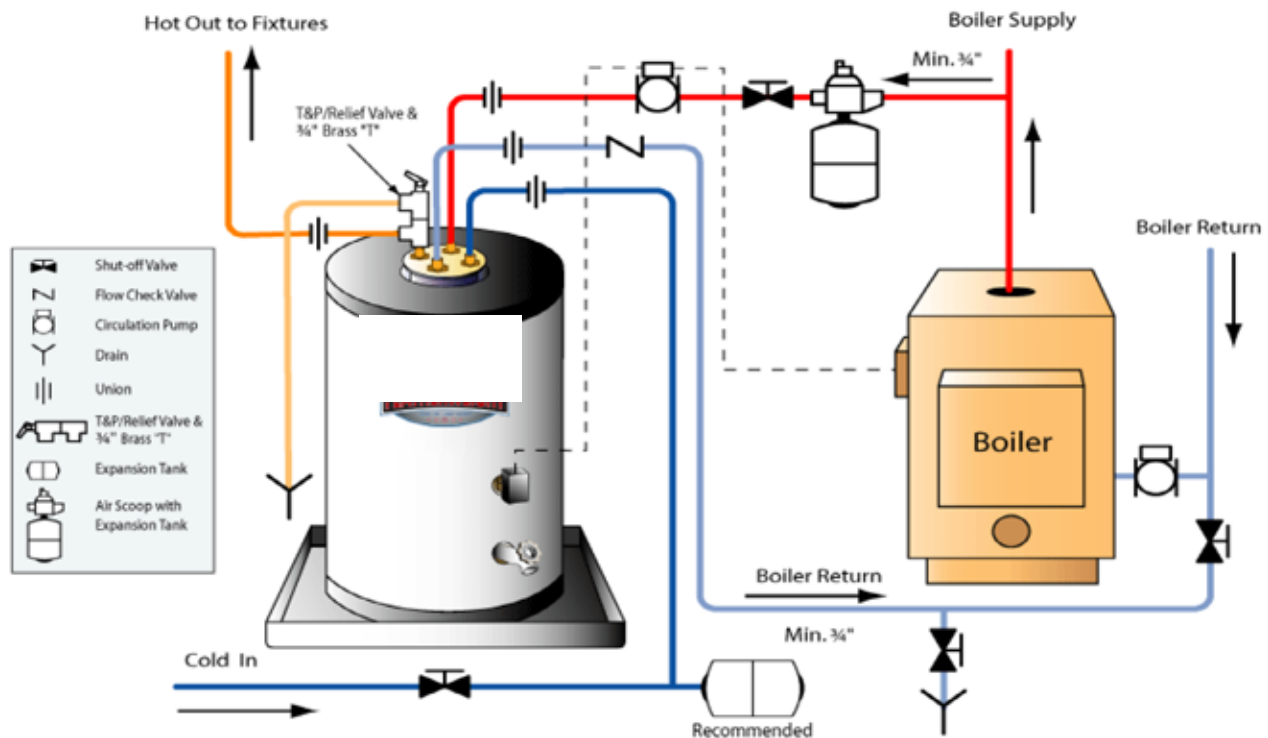 Hot Out to Fixtures
Boiler Supply
Min. ¾"
T&P/Relief Valve &
¾" Brass "T"
Boiler Return
Shut-off Valve
Flow Check Valve
Circulation Pump
Drain
Union
T&P/Relief Valve &
¾" Brass "T"
Expansion Tank
Air Scoop with
Expansion Tank
Boiler
Boiler Return
Min. ¾"
Cold In
Recommended